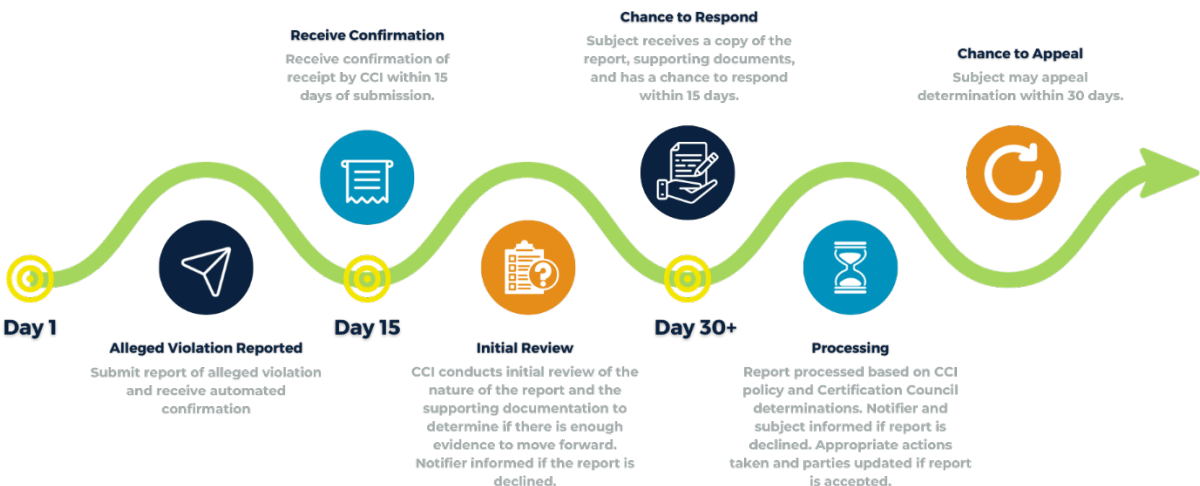 Day 1
Alleged Violation Reported
Submit report of alleged violation
and receive automated
confirmation
Receive Confirmation
Receive confirmation of
receipt by CCI within 15
days of submission.
Day 15
Initial Review
CCI conducts initial review of the
nature of the report and the
supporting documentation to
determine if there is enough
evidence to move forward.
Notifier informed if the report is
declined.
Chance to Respond
Subject receives a copy of the
report, supporting documents,
and has a chance to respond
within 15 days.
Day 30+
Processing
Report processed based on CCI
policy and Certification Council
determinations. Notifier and
subject informed if report is
declined. Appropriate actions
taken and parties updated if report
is accepted.
Chance to Appeal
Subject may appeal
determination within 30 days.